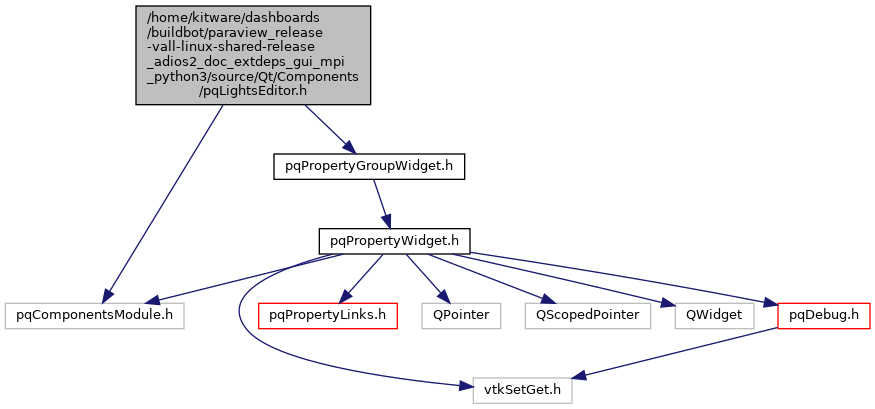 /home/kitware/dashboards
/buildbot/paraview_release
-vall-linux-shared-release
_adios2_doc_extdeps_gui_mpi
_python3/source/Qt/Components
/pqLightsEditor.h
pqPropertyGroupWidget.h
pqPropertyWidget.h
pqComponentsModule.h
pqPropertyLinks.h
QPointer
QScopedPointer
QWidget
pqDebug.h
vtkSetGet.h